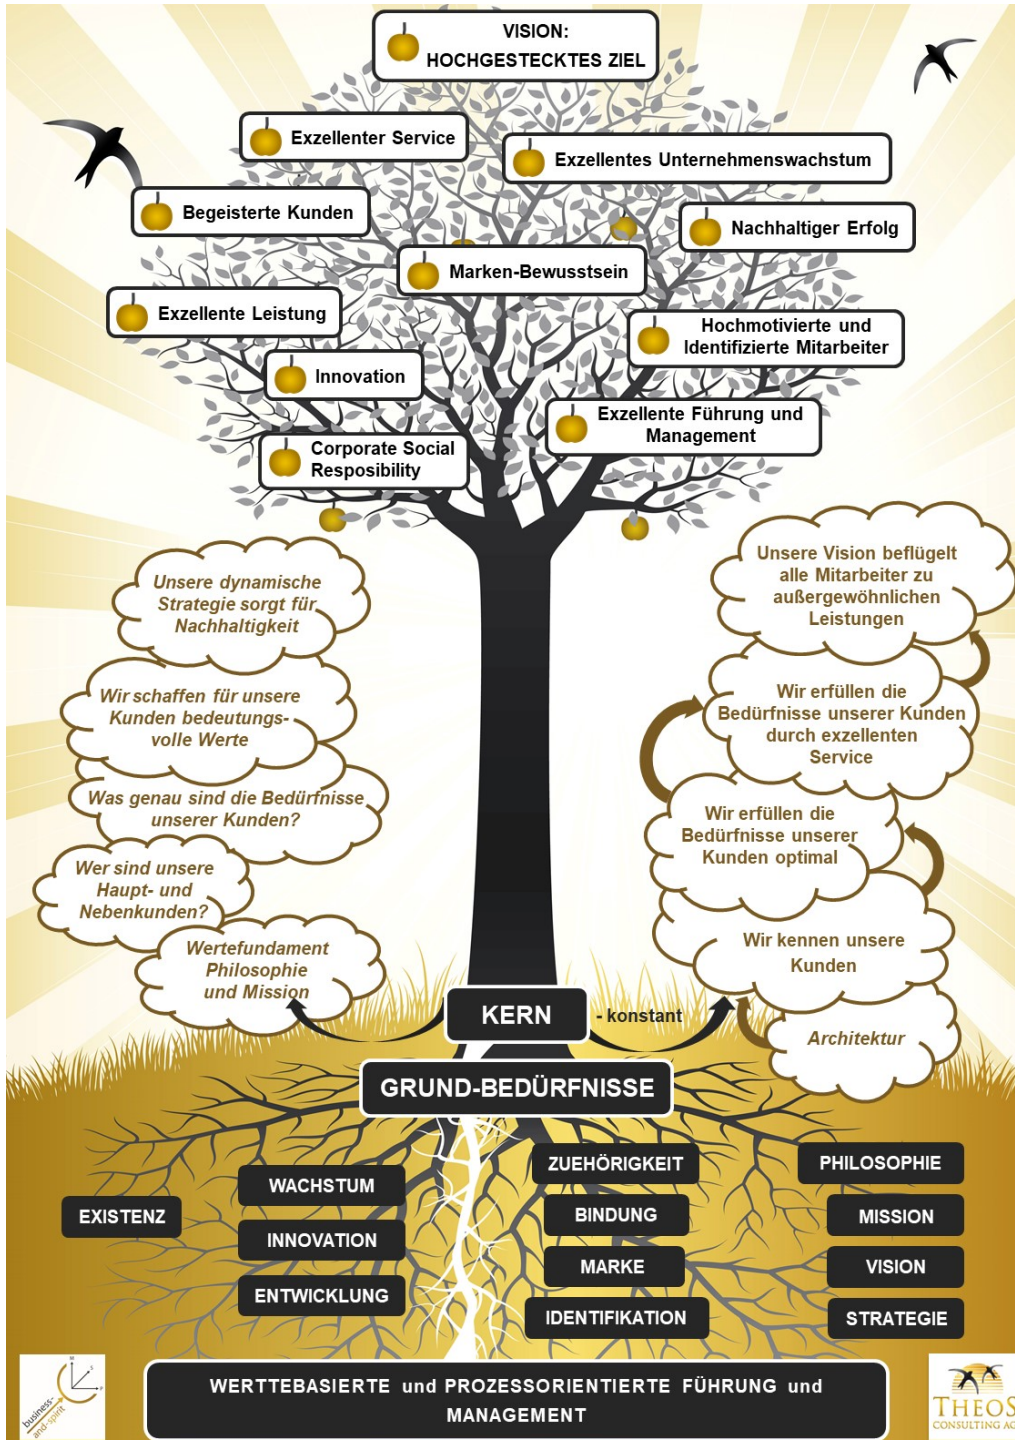 VISION:
HOCHGESTECKTES ZIEL
Exzellenter Service
Exzellentes Unternehmenswachstum
Begeisterte Kunden
Nachhaltiger Erfolg
Marken-Bewusstsein
Exzellente Leistung
Hochmotivierte und
Identifizierte Mitarbeiter
Innovation
Exzellente Führung und
Management
Corporate Social
Resposibility
Unsere dynamische
Strategie sorgt für
Nachhaltigkeit
Wir schaffen für unsere
Kunden bedeutungs-
volle Werte
Was genau sind die Bedürfnisse
unserer Kunden?
Wer sind unsere
Haupt- und
Nebenkunden?
Wertefundament
Philosophie
und Mission
Unsere Vision beflügelt
alle Mitarbeiter zu
außergewöhnlichen
Leistungen
Wir erfüllen die
Bedürfnisse unserer Kunden
durch exzellenten
Service
Wir erfüllen die
Bedürfnisse unserer
Kunden optimal
Wir kennen unsere
Kunden
Architektur
KERN
- konstant
GRUND-BEDÜRFNISSE
EXISTENZ
WACHSTUM
INNOVATION
ENTWICKLUNG
ZUEHÖRIGKEIT
BINDUNG
MARKE
IDENTIFIKATION
PHILOSOPHIE
MISSION
VISION
STRATEGIE
WERTTEBASIERTE und PROZESSORIENTIERTE FÜHRUNG und
MANAGEMENT
business-
and-spirit
THEOS
CONSULTING AG